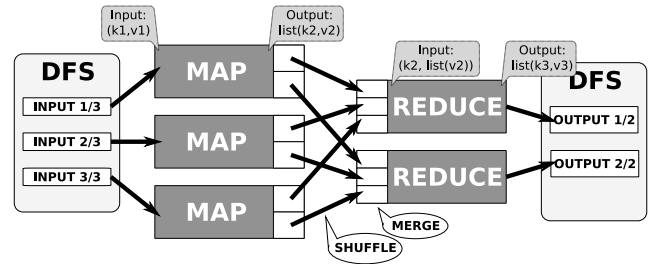 Input:
(k1,v1)
Output:
list(k2,v2)
Input:
(k2, list(v2))
Output:
list(k3,v3)
DFS
INPUT 1/3
INPUT 2/3
INPUT 3/3
MAP
MAP
MAP
REDUCE
REDUCE
DFS
OUTPUT 1/2
OUTPUT 2/2
SHUFFLE
MERGE